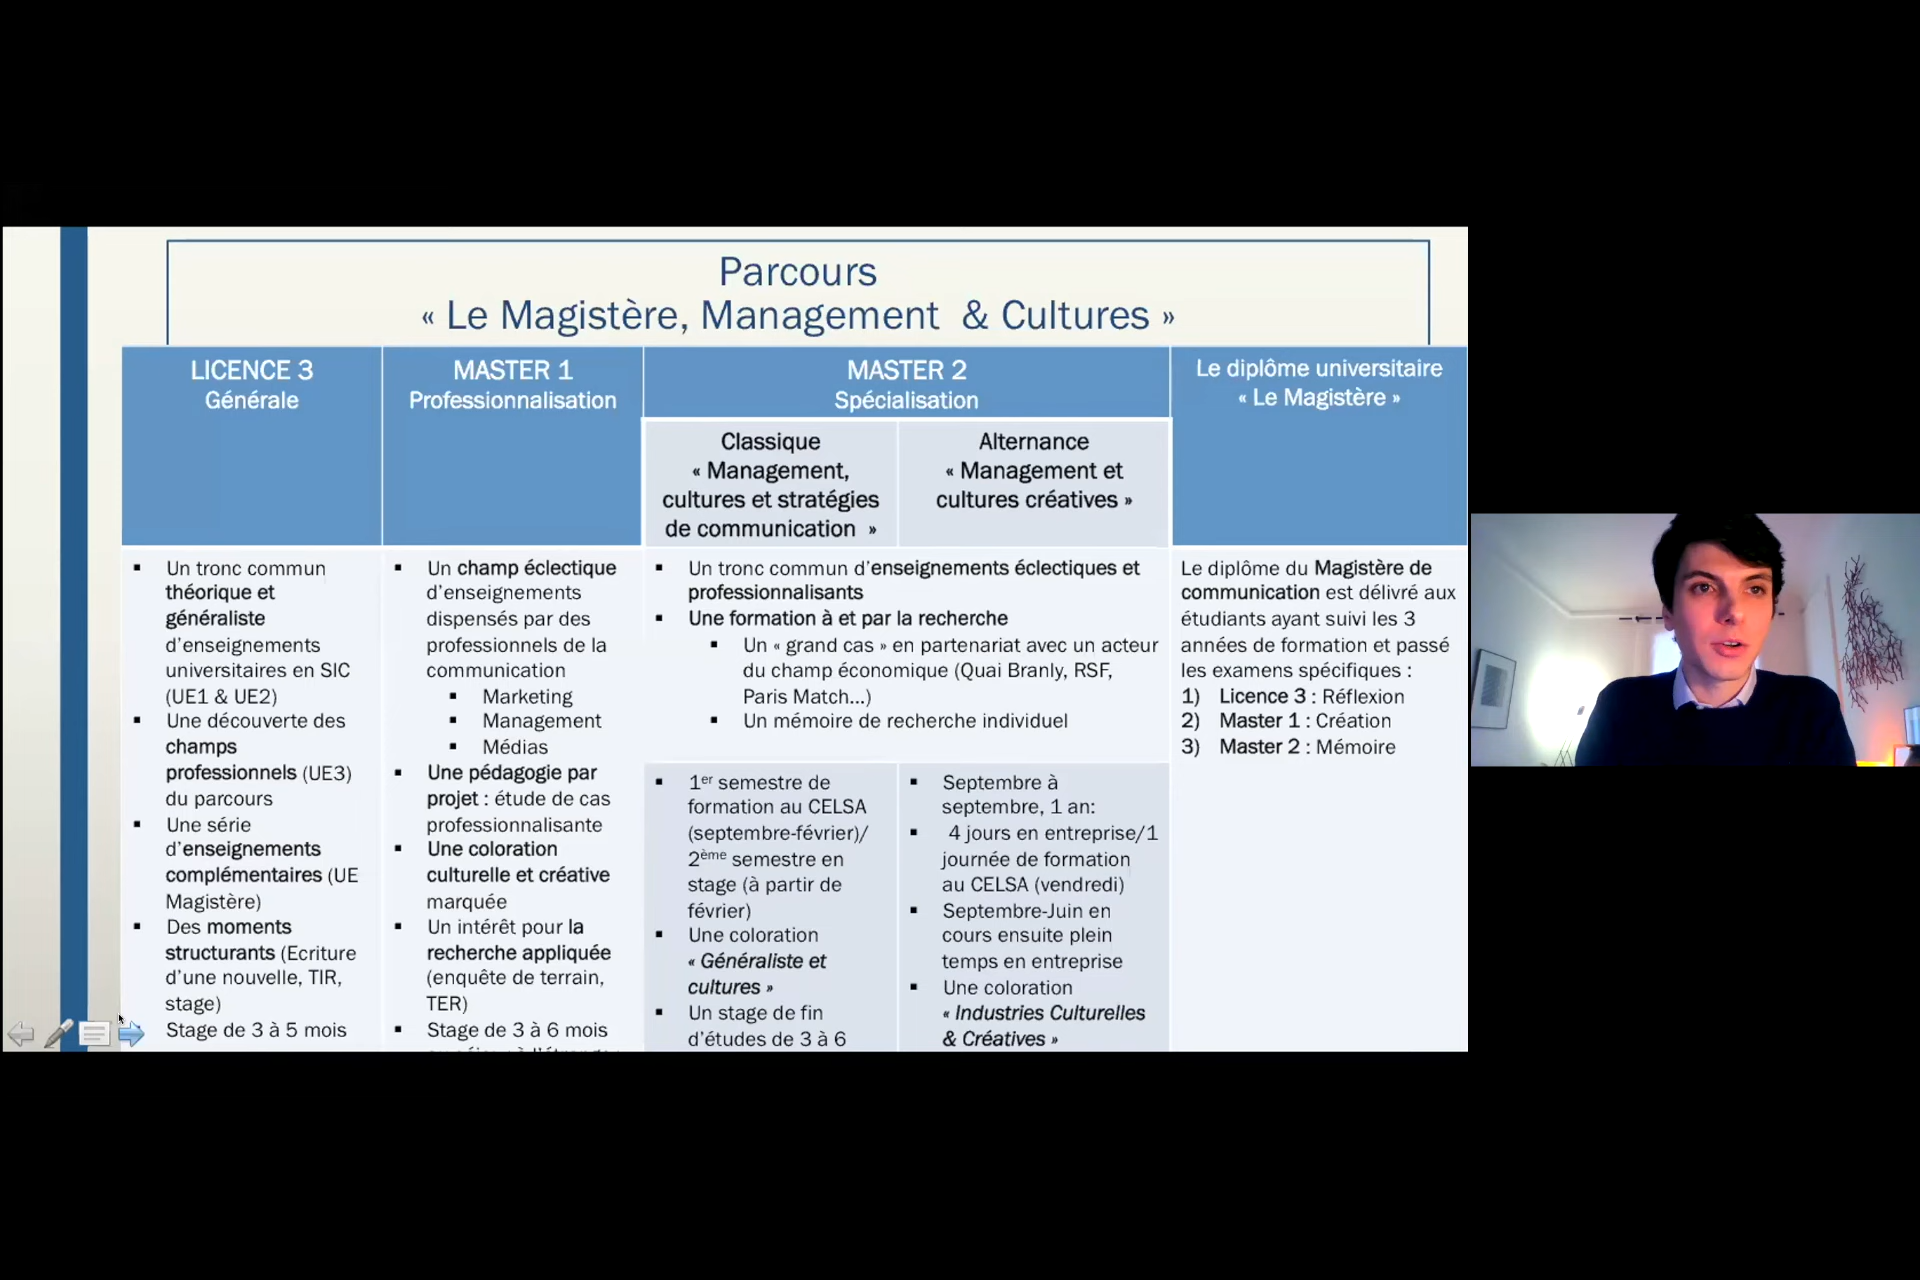 Parcours
« Le Magistère, Management & Cultures »
LICENCE 3
Générale
MASTER 1
Professionnalisation
MASTER 2
Spécialisation
Classique
« Management,
cultures et stratégies
de communication »
Alternance
« Management et
cultures créatives »
Le diplôme universitaire
« Le Magistère »
▪ Un tronc commun
théorique et
généraliste
d’enseignements
universitaires en SIC
(UE1 & UE2)
▪ Une découverte des
champs
professionnels (UE3)
du parcours
▪ Une série
d’enseignements
complémentaires (UE
Magistère)
▪ Des moments
structurants (Ecriture
d’une nouvelle, TIR,
stage)
Stage de 3 à 5 mois
▪ Un champ éclectique
d’enseignements
dispensés par des
professionnels de la
communication
▪ Marketing
▪ Management
▪ Médias
▪ Une pédagogie par
projet : étude de cas
professionnalisante
▪ Une coloration
culturelle et créative
marquée
▪ Un intérêt pour la
recherche appliquée
(enquête de terrain,
TER)
▪ Stage de 3 à 6 mois
▪ Un tronc commun d’enseignements éclectiques et
professionnalisants
▪ Une formation à et par la recherche
▪ Un « grand cas » en partenariat avec un acteur
du champ économique (Quai Branly, RSF,
Paris Match...)
▪ Un mémoire de recherche individuel
▪ 1er semestre de
formation au CELSA
(septembre-février)/
2ème semestre en
stage (à partir de
février)
▪ Une coloration
« Généraliste et
cultures »
▪ Un stage de fin
d’études de 3 à 6
▪ Septembre à
septembre, 1 an:
▪ 4 jours en entreprise/1
journée de formation
au CELSA (vendredi)
▪ Septembre-Juin en
cours ensuite plein
temps en entreprise
▪ Une coloration
« Industries Culturelles
& Créatives »
Le diplôme du Magistère de
communication est délivré aux
étudiants ayant suivi les 3
années de formation et passé
les examens spécifiques :
1) Licence 3 : Réflexion
2) Master 1 : Création
3) Master 2 : Mémoire